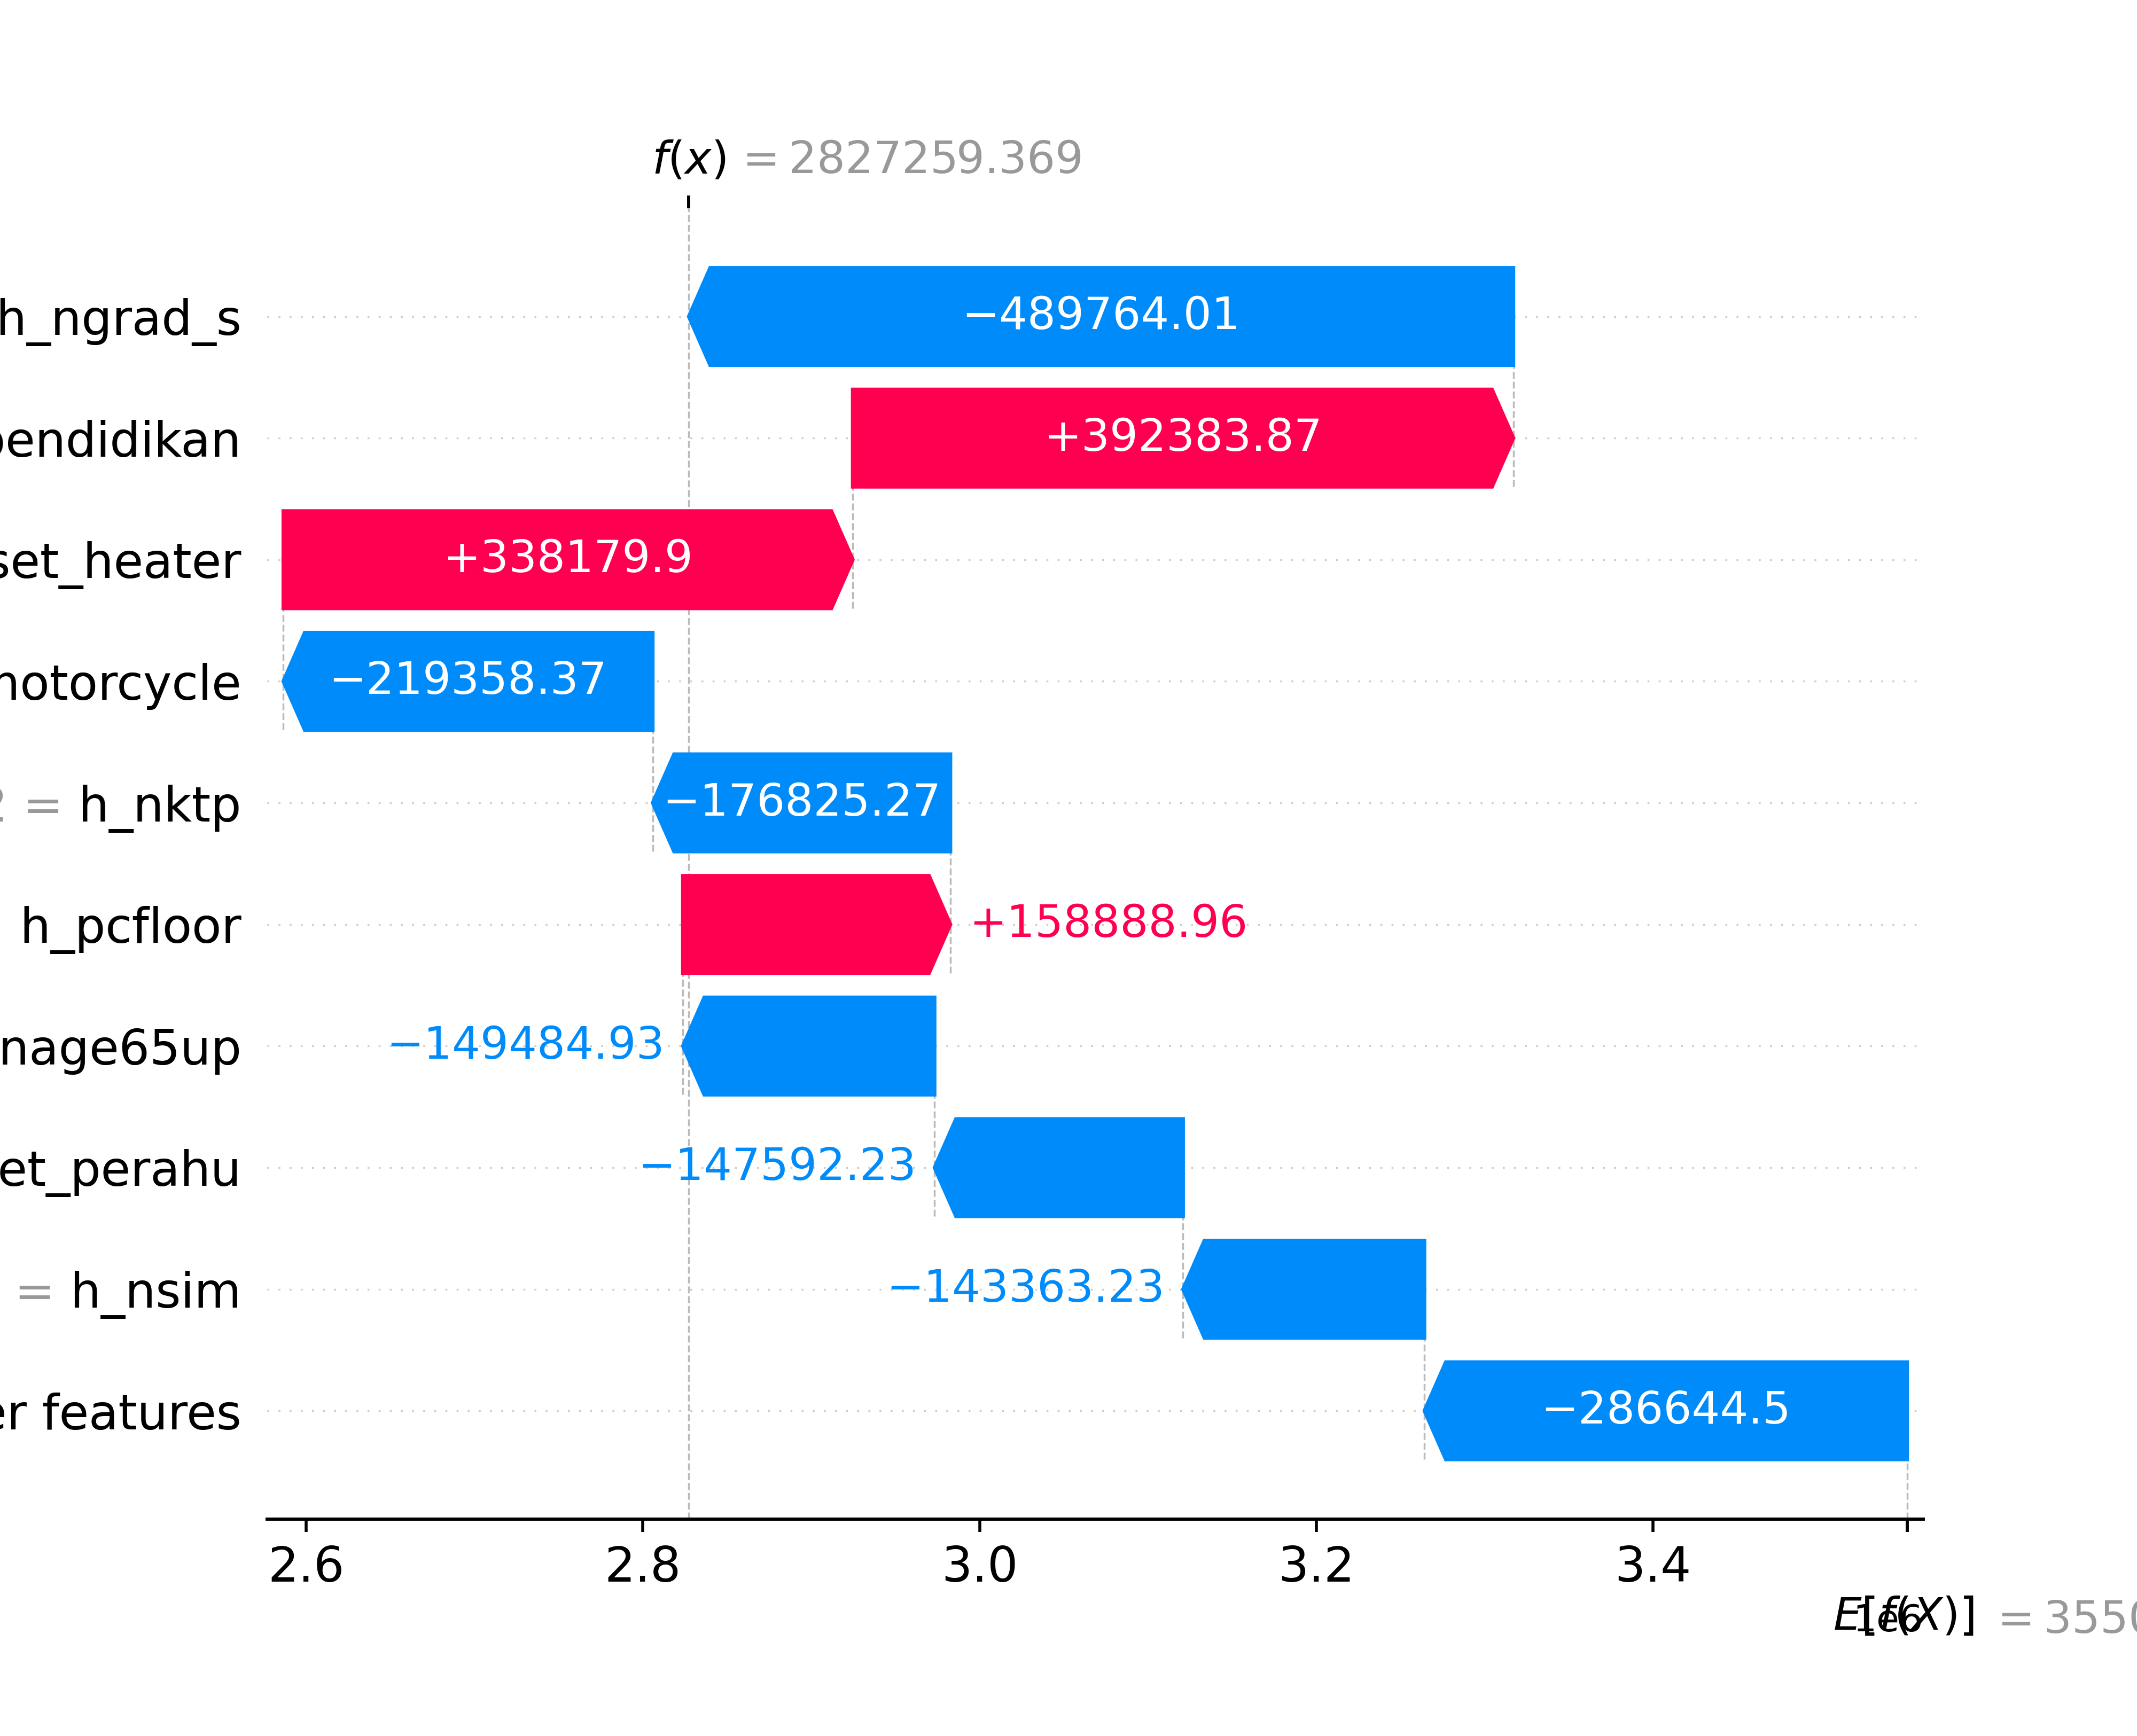 f(x) = 2827259.369
h_ngrad_s −489764.01
pendidikan +392383.87
set_heater +338179.9
motorcycle −219358.37
= h_nktp −176825.27
h_pcfloor +158888.96
nage65up −149484.93
et_perahu −147592.23
= h_nsim −143363.23
er features −286644.5
2.6 2.8 3.0 3.2 3.4
1e6
E[f(X)] = 3550